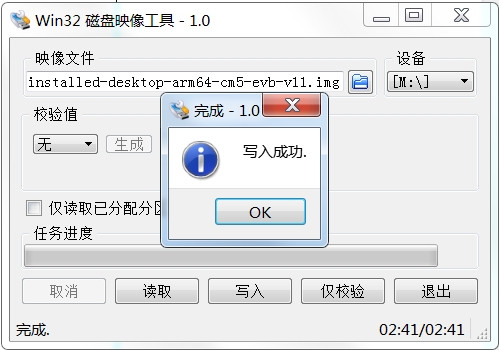 Win32 磁盘映像工具 - 1.0
映像文件
设备
installed-desktop-arm64-cm5-evb-v11.img
[M:\]
校验值
完成 - 1.0
无
生成
写入成功.
OK
仅读取已分配分区
任务进度
取消
读取
写入
仅校验
退出
完成.
02:41/02:41